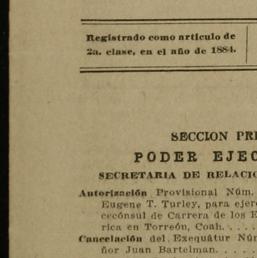 Registrado como artículo de
2a. clase, en el año de 1884.
SECCION PRI
PODER EJEC
SECRETARIA DE RELACIO
Autorización Provisional Núm.
Eugene T. Turley, para ejer
cecónsul de Carrera de los E
rica en Torreón, Coah. . . .
Cancelación del Exequátur Nú
ñor Juan Bartelman. . . . .